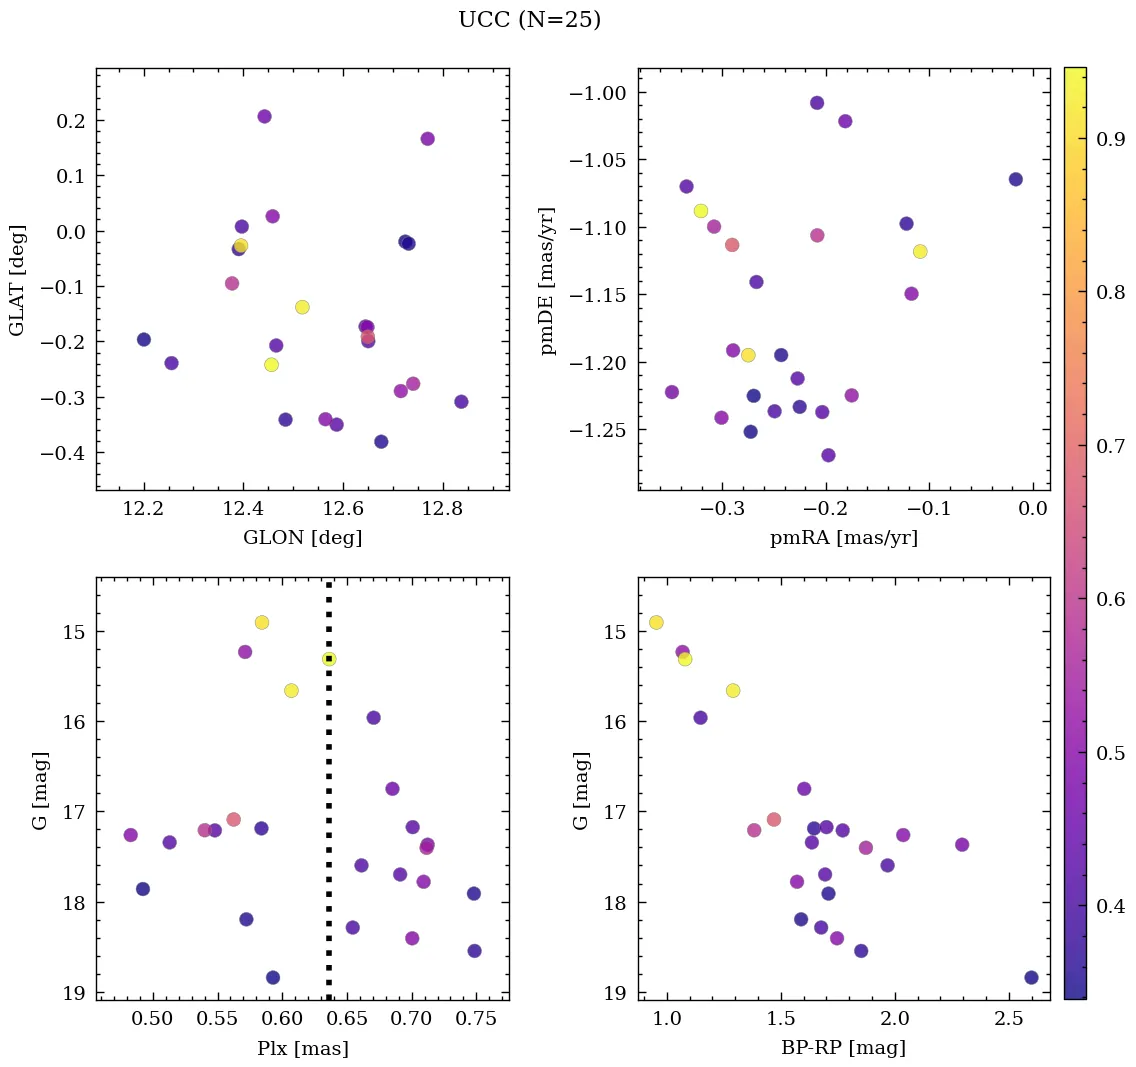 UCC (N=25)
0.2
0.1
0.0
−0.1
−0.2
−0.3
−0.4
GLAT [deg]
12.2 12.4 12.6 12.8
GLON [deg]
−1.00
−1.05
−1.10
−1.15
−1.20
−1.25
pmDE [mas/yr]
−0.3 −0.2 −0.1 0.0
pmRA [mas/yr]
15
16
17
18
19
G [mag]
0.50 0.55 0.60 0.65 0.70 0.75
Plx [mas]
15
16
17
18
19
G [mag]
1.0 1.5 2.0 2.5
BP-RP [mag]
0.9
0.8
0.7
0.6
0.5
0.4